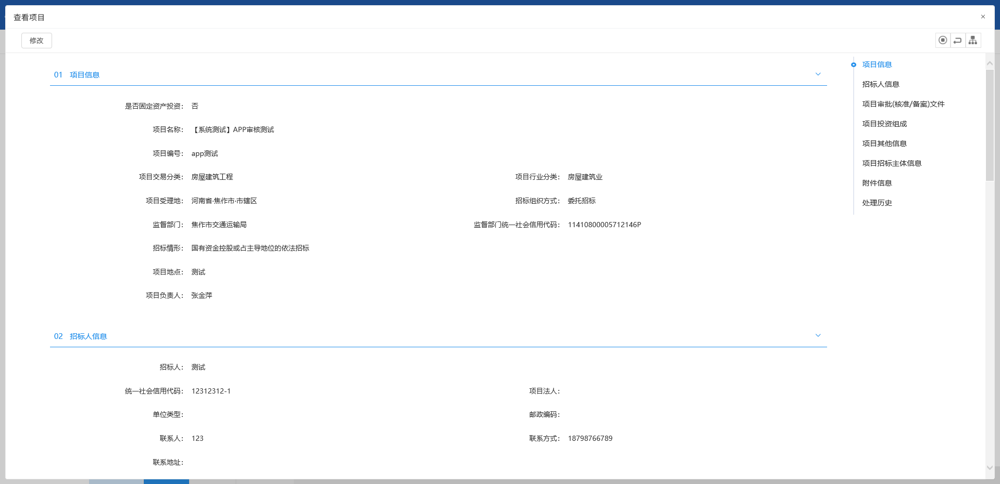 查看项目
修改
01 项目信息
是否固定资产投资： 否
项目名称： 【系统测试】APP审核测试
项目编号： app测试
项目交易分类： 房屋建筑工程 项目行业分类： 房屋建筑业
项目受理地： 河南省·焦作市·市辖区 招标组织方式： 委托招标
监督部门： 焦作市交通运输局 监督部门统一社会信用代码： 11410800005712146P
招标情形： 国有资金控股或占主导地位的依法招标
项目地点： 测试
项目负责人： 张金萍
02 招标人信息
招标人： 测试
统一社会信用代码： 12312312-1 项目法人：
单位类型： 邮政编码：
联系人： 123 联系方式： 18798766789
联系地址：
项目信息
招标人信息
项目审批(核准/备案)文件
项目投资组成
项目其他信息
项目招标主体信息
附件信息
处理历史